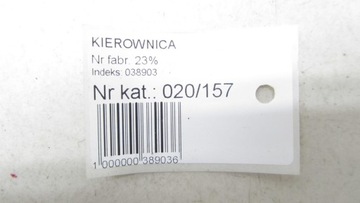 KIEROWNICA
Nr fabr. 23%
Indeks: 038903
Nr kat.: 020/157
1 000000 389036